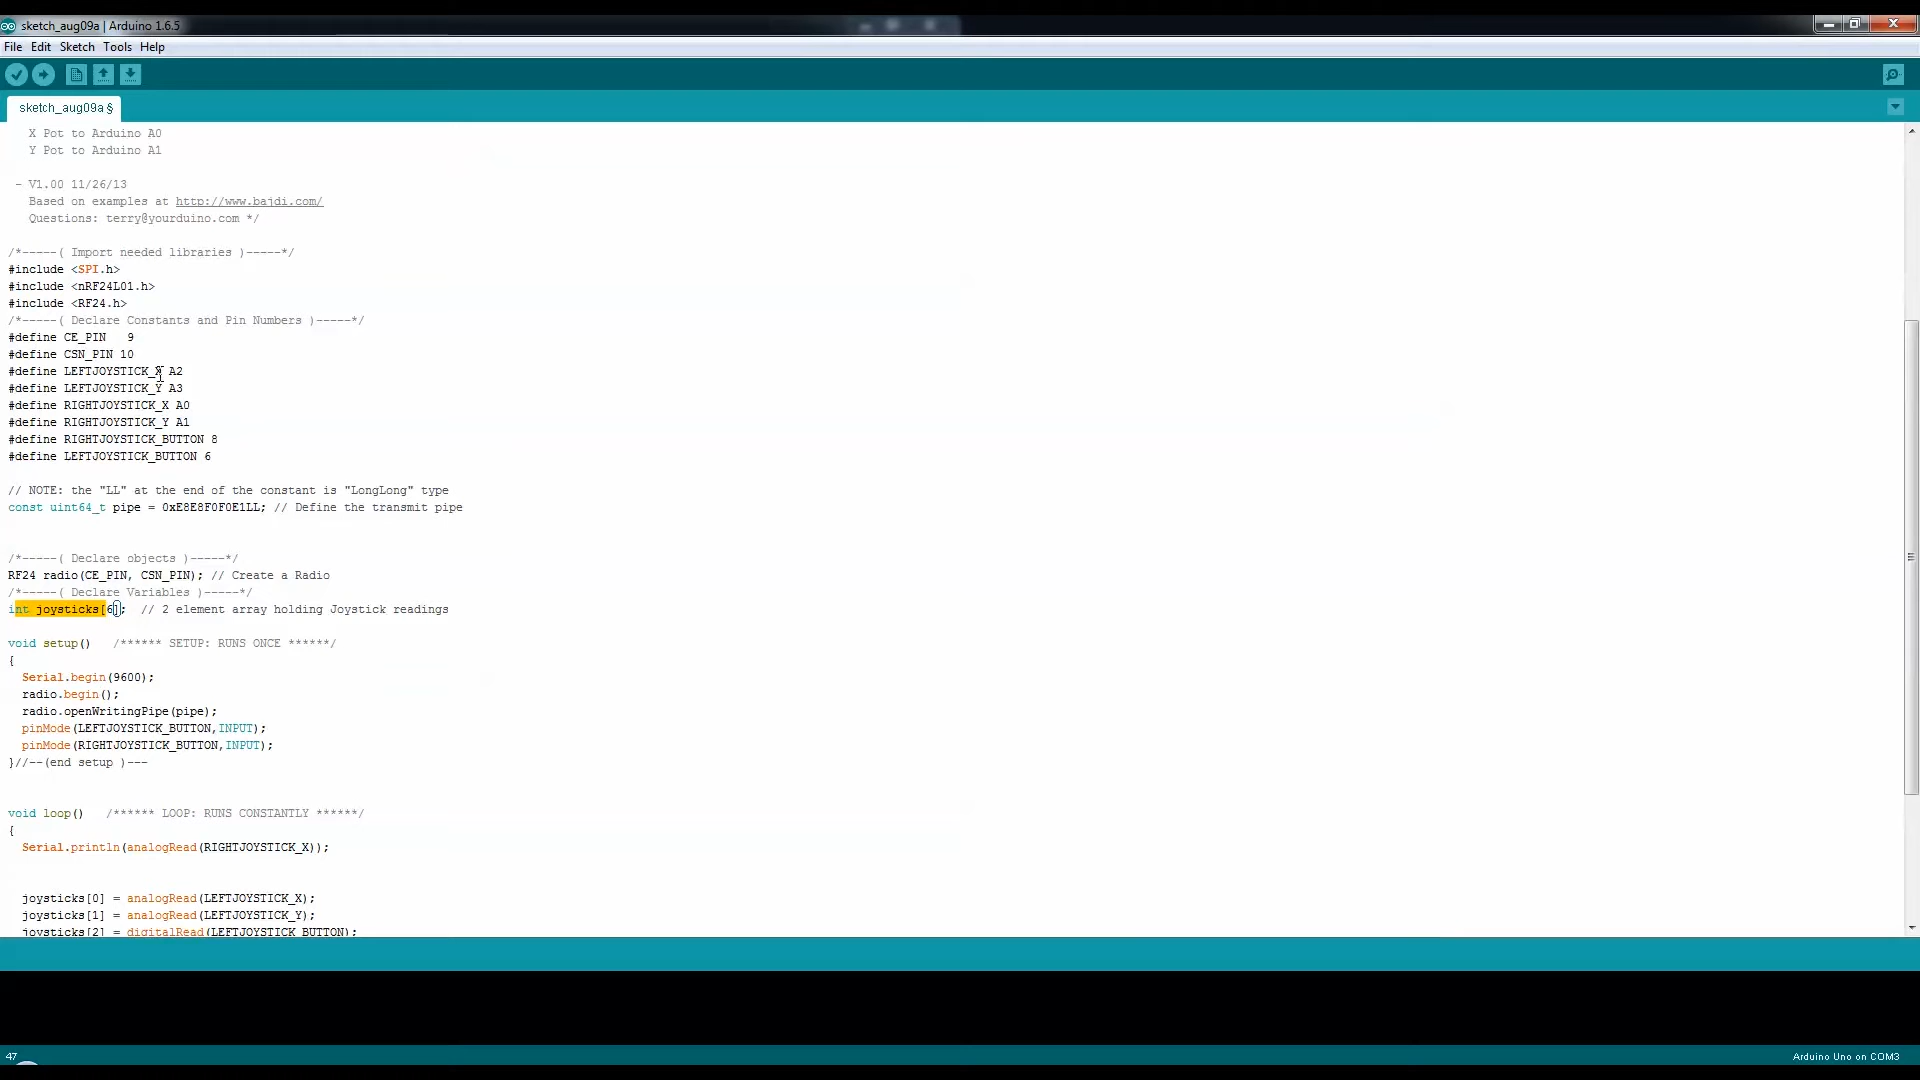 sketch_aug09a | Arduino 1.6.5
File Edit Sketch Tools Help
sketch_aug09a §
X Pot to Arduino A0
Y Pot to Arduino A1
- V1.00 11/26/13
Based on examples at http://www.bajdi.com/
Questions: terry@yourduino.com */
/*-----( Import needed libraries )-----*/
#include <SPI.h>
#include <nRF24L01.h>
#include <RF24.h>
/*-----( Declare Constants and Pin Numbers )-----*/
#define CE_PIN   9
#define CSN_PIN 10
#define LEFTJOYSTICK_X A2
#define LEFTJOYSTICK_Y A3
#define RIGHTJOYSTICK_X A0
#define RIGHTJOYSTICK_Y A1
#define RIGHTJOYSTICK_BUTTON 8
#define LEFTJOYSTICK_BUTTON 6
// NOTE: the "LL" at the end of the constant is "LongLong" type
const uint64_t pipe = 0xE8E8F0F0E1LL; // Define the transmit pipe
/*-----( Declare objects )-----*/
RF24 radio(CE_PIN, CSN_PIN); // Create a Radio
/*-----( Declare Variables )-----*/
int joysticks[6];  // 2 element array holding Joystick readings
void setup()   /****** SETUP: RUNS ONCE ******/
{
Serial.begin(9600);
radio.begin();
radio.openWritingPipe(pipe);
pinMode(LEFTJOYSTICK_BUTTON,INPUT);
pinMode(RIGHTJOYSTICK_BUTTON,INPUT);
}//--(end setup )---
void loop()   /****** LOOP: RUNS CONSTANTLY ******/
{
Serial.println(analogRead(RIGHTJOYSTICK_X));
joysticks[0] = analogRead(LEFTJOYSTICK_X);
joysticks[1] = analogRead(LEFTJOYSTICK_Y);
joysticks[2] = digitalRead(LEFTJOYSTICK_BUTTON);
47
Arduino Uno on COM3